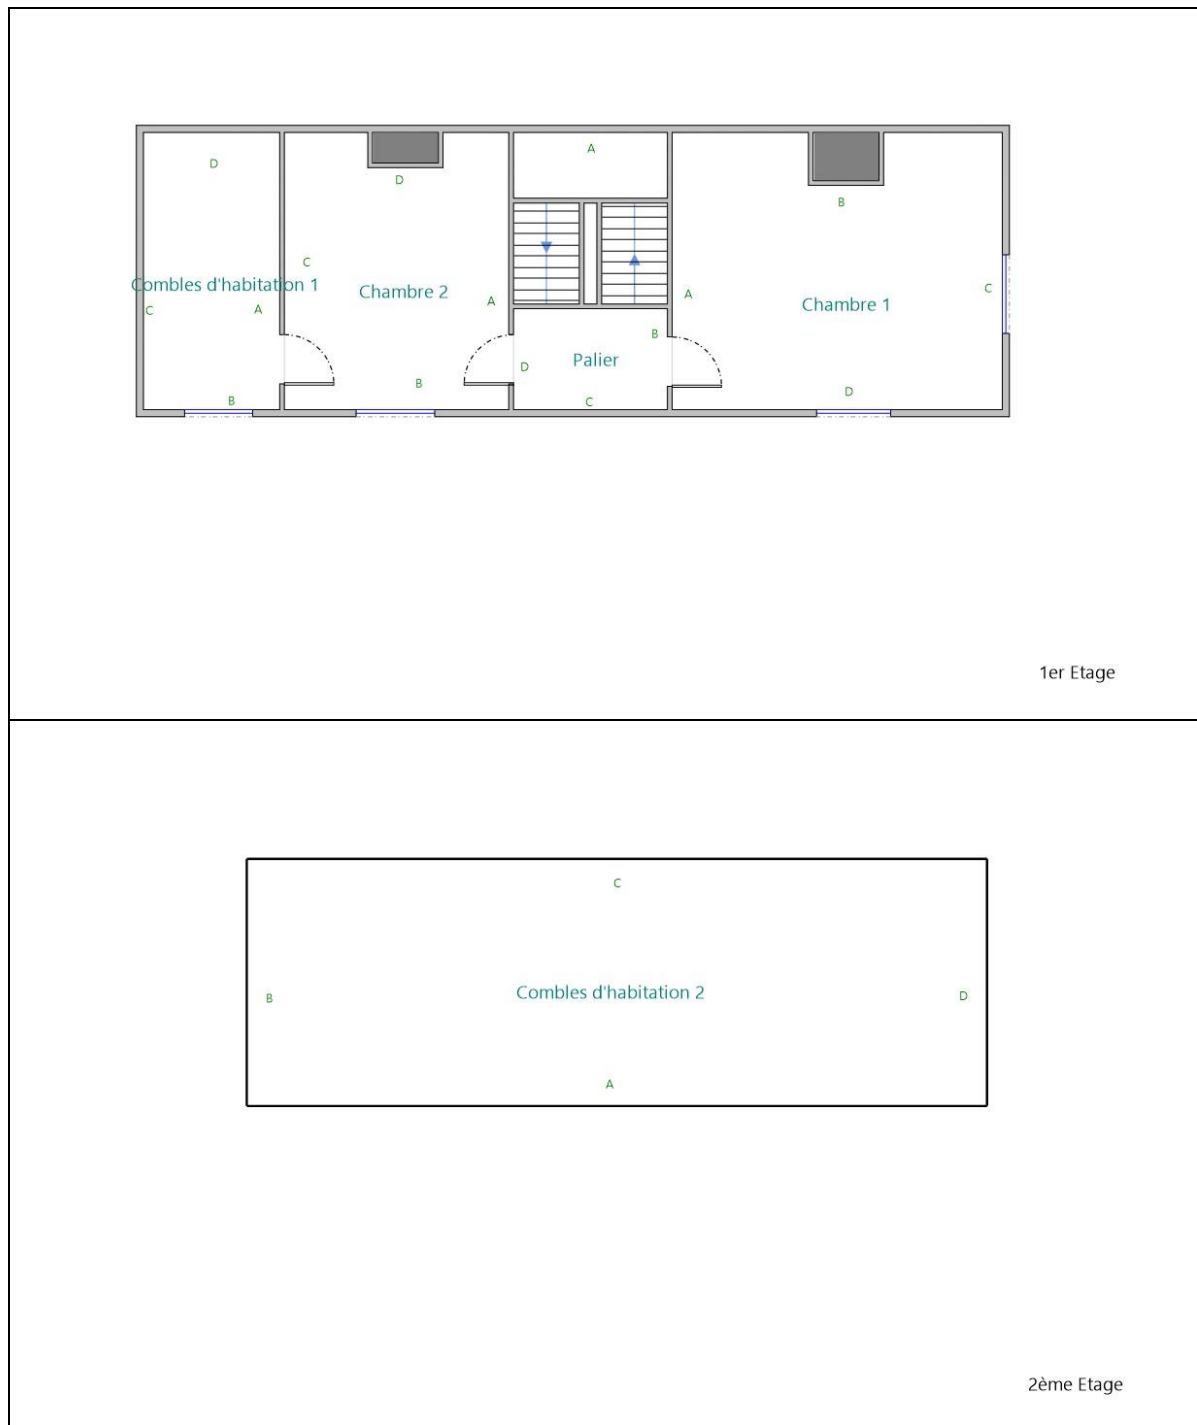 D
A
D
B
C
Combles d'habitation 1
Chambre 2
C
A
A
A
Chambre 1
C
B
Palier
D
B
B
C
D
1er Etage
C
B
Combles d'habitation 2
D
A
2ème Etage